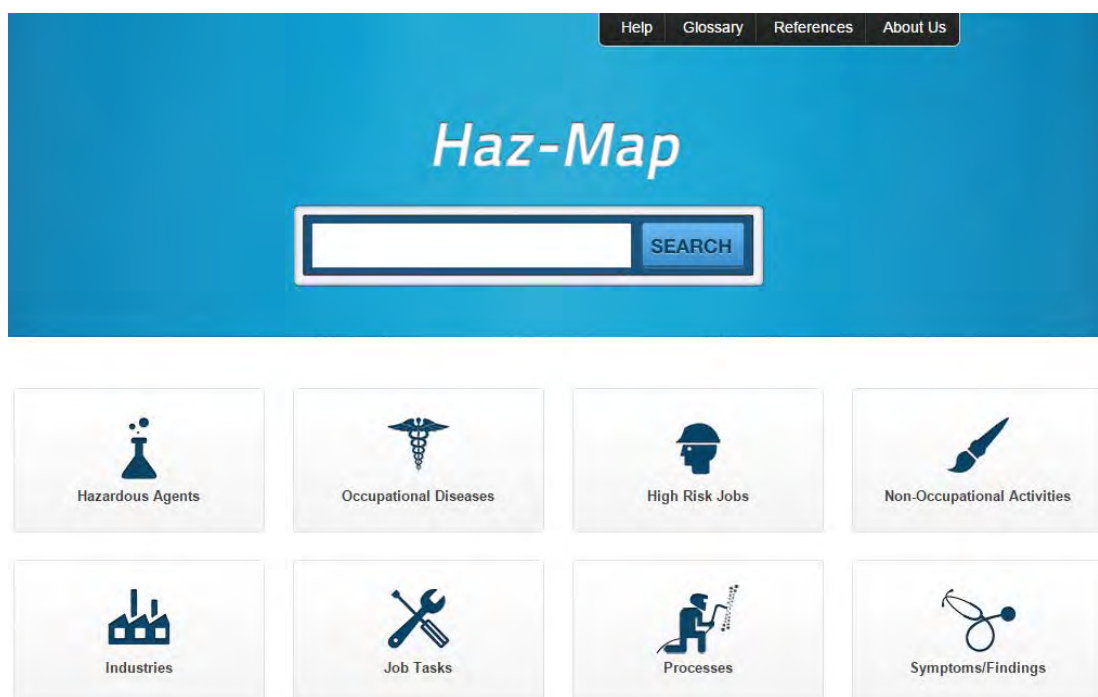 Help Glossary References About Us
Haz-Map
SEARCH
Hazardous Agents Occupational Diseases High Risk Jobs Non-Occupational Activities
Industries Job Tasks Processes Symptoms/Findings